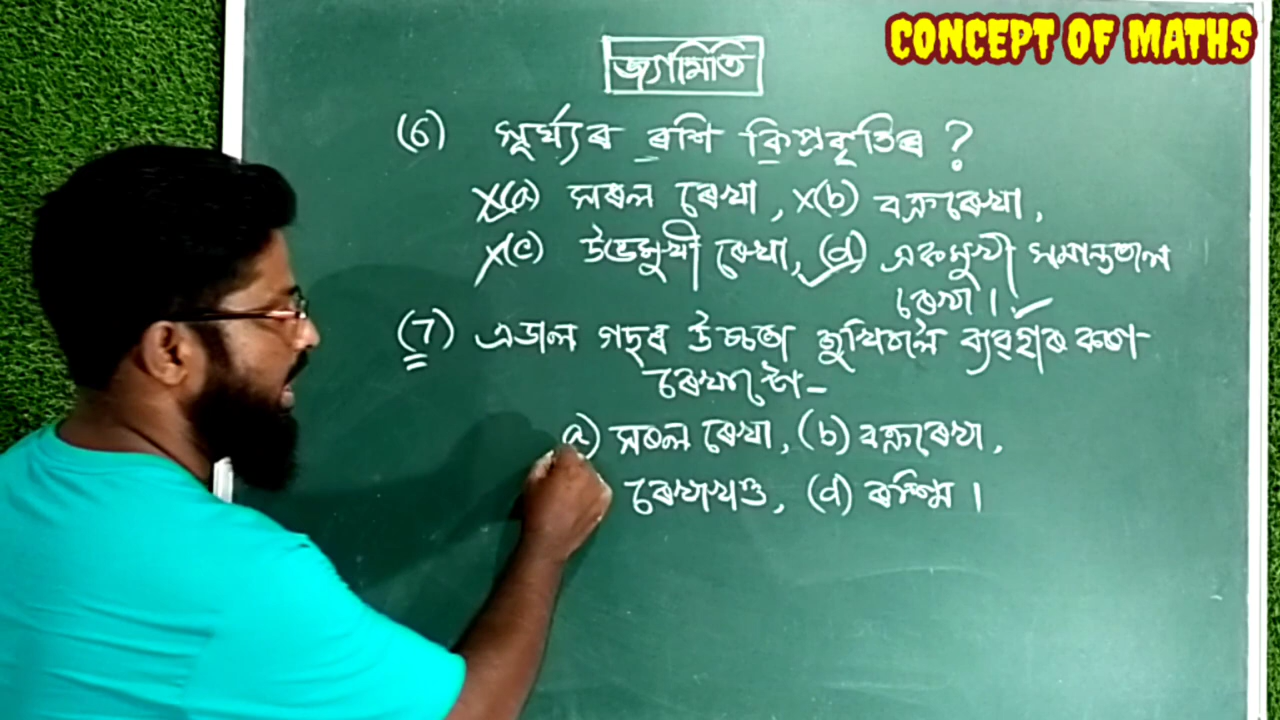 CONCEPT OF MATHS
জ্যামিতি
(6) সূৰ্য্যৰ ৰশ্মি কিপ্ৰকৃতিৰ ?
X(a) সৰল ৰেখা, X(b) বক্ৰৰেখা,
X(c) উভমুখী ৰেখা, (d) একমুখী সমান্তৰাল
ৰেখা।
(7) এডাল গছৰ উচ্চতা জুখিবলৈ ব্যৱহাৰ কৰা
ৰেখাটো-
a) সৰল ৰেখা, (b) বক্ৰৰেখা,
ৰেখাখণ্ড, (d) ৰশ্মি।